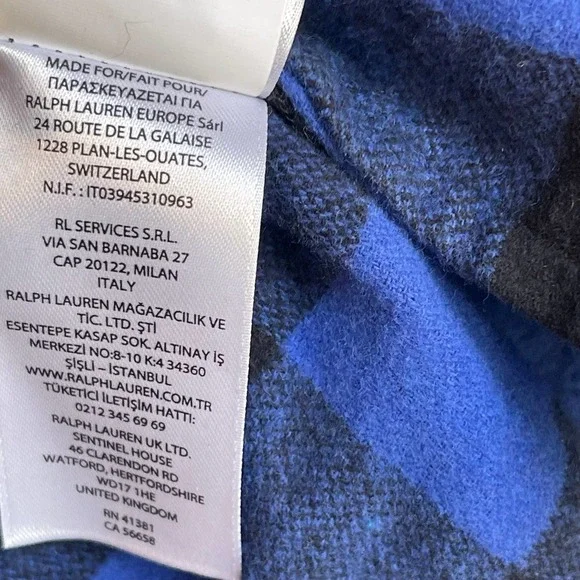 MADE FOR/FAIT POUR/
ΠΑΡΑΣΚΕΥΑΖΕΤΑΙ ΓΙΑ
RALPH LAUREN EUROPE Sárl
24 ROUTE DE LA GALAISE
1228 PLAN-LES-OUATES,
SWITZERLAND
N.I.F. : IT03945310963
RL SERVICES S.R.L.
VIA SAN BARNABA 27
CAP 20122, MILAN
ITALY
RALPH LAUREN MAĞAZACILIK VE
TİC. LTD. ŞTİ
ESENTEPE KASAP SOK. ALTINAY İŞ
MERKEZİ NO:8-10 K:4 34360
ŞİŞLİ – İSTANBUL
WWW.RALPHLAUREN.COM.TR
TÜKETİCİ İLETİŞİM HATTI:
0212 345 69 69
RALPH LAUREN UK LTD.
SENTINEL HOUSE
46 CLARENDON RD
WATFORD, HERTFORDSHIRE
WD17 1HE
UNITED KINGDOM
RN 41381
CA 56658